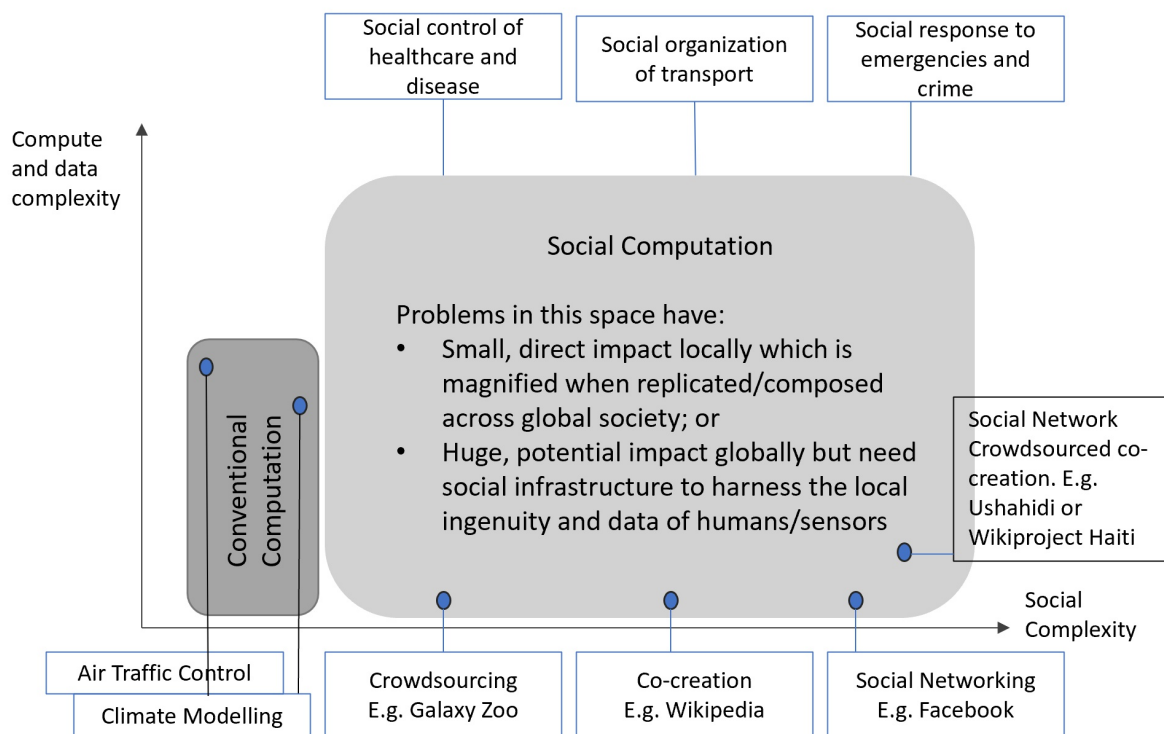 Social control of
healthcare and
disease
Social organization
of transport
Social response to
emergencies and
crime
Compute
and data
complexity
Social Computation
Problems in this space have:
• Small, direct impact locally which is
magnified when replicated/composed
across global society; or
• Huge, potential impact globally but need
social infrastructure to harness the local
ingenuity and data of humans/sensors
Conventional
Computation
Social Network
Crowdsourced co-
creation. E.g.
Ushahidi or
Wikiproject Haiti
Social
Complexity
Air Traffic Control
Climate Modelling
Crowdsourcing
E.g. Galaxy Zoo
Co-creation
E.g. Wikipedia
Social Networking
E.g. Facebook